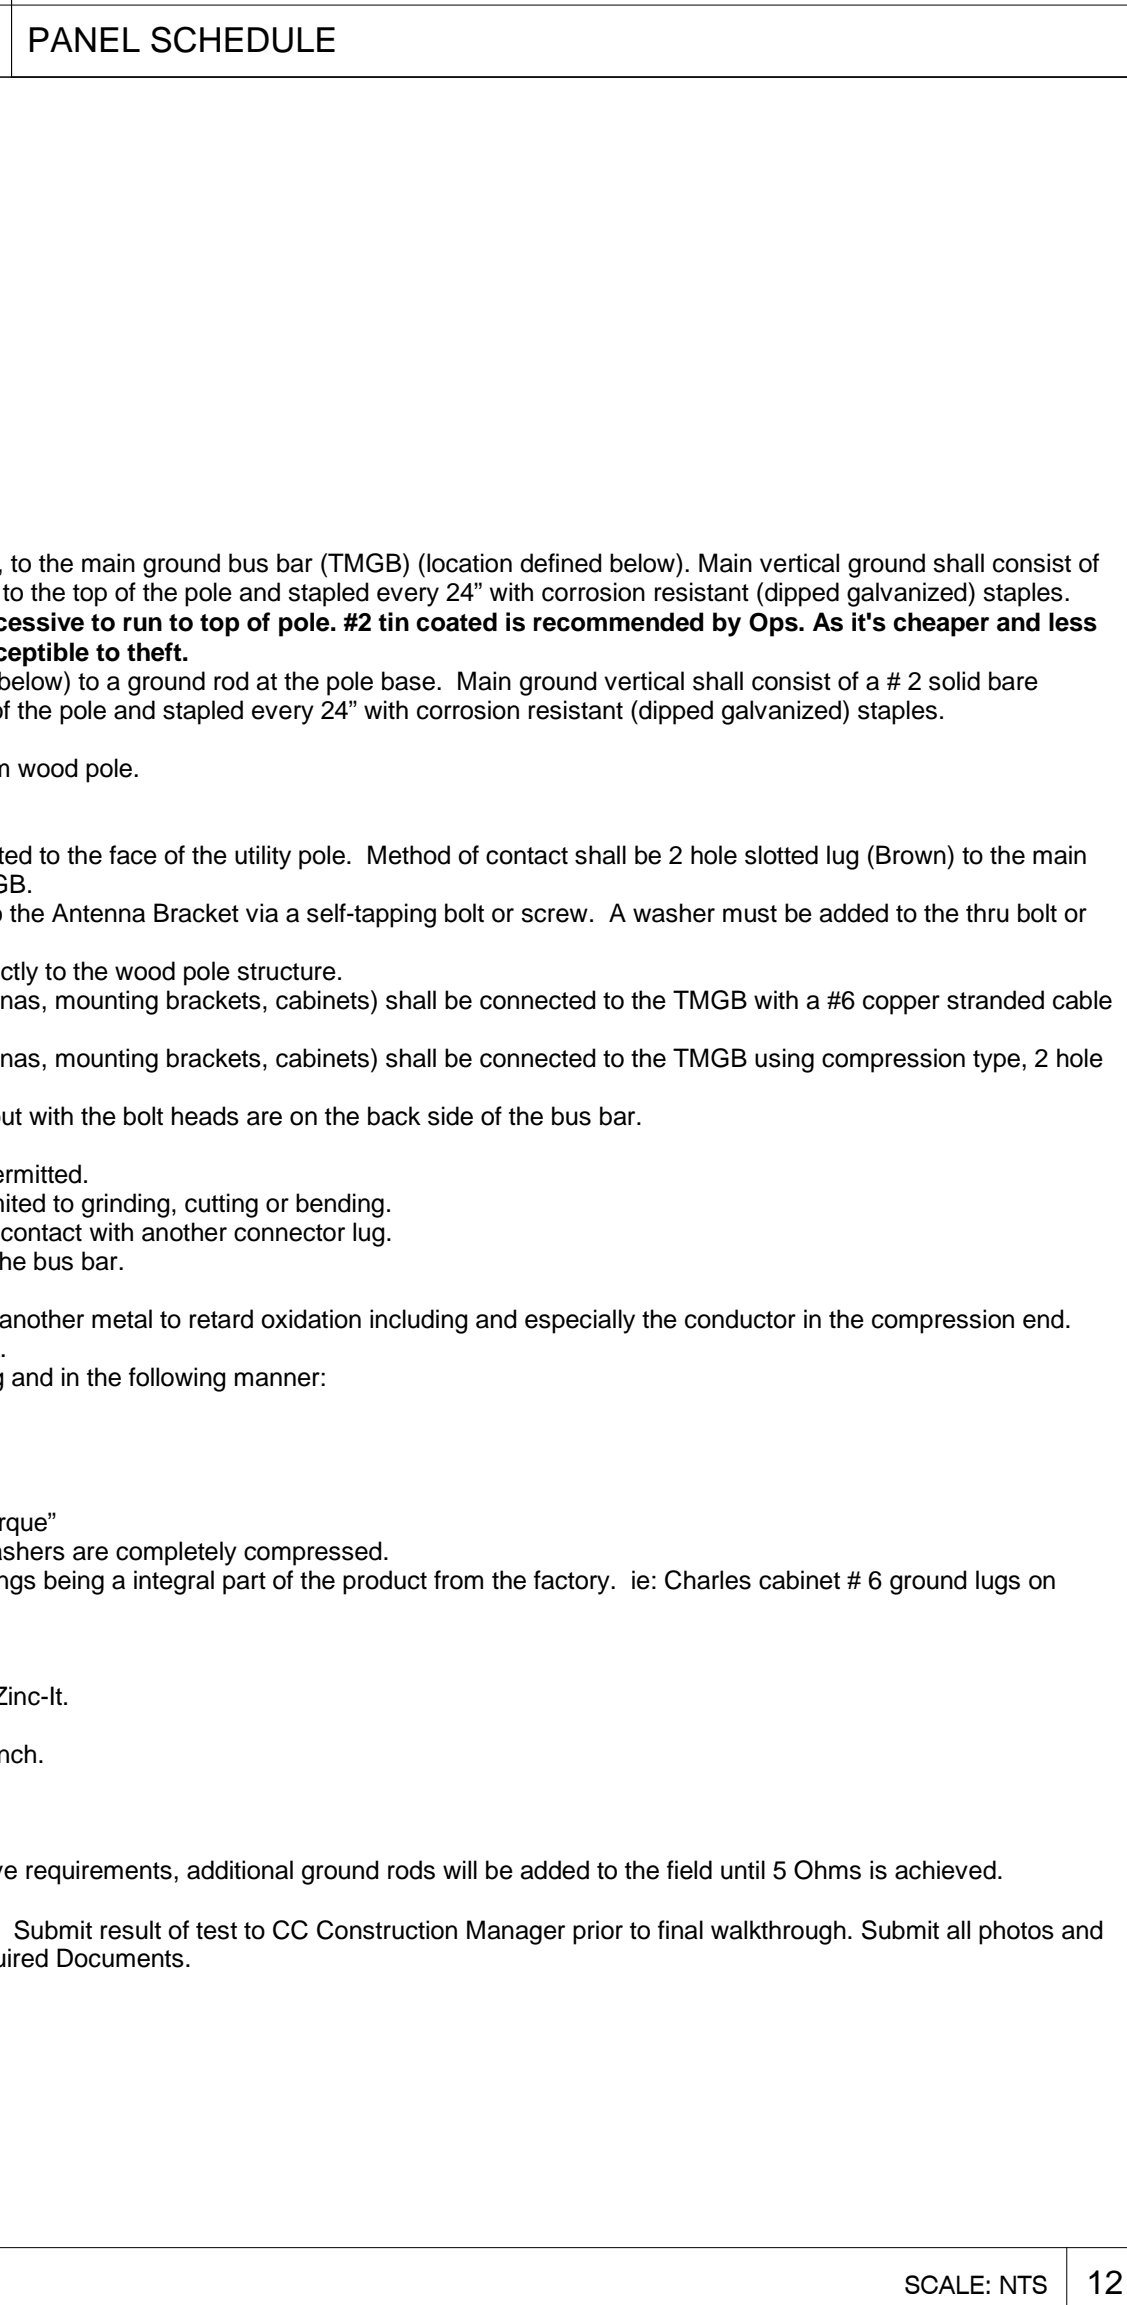 PANEL SCHEDULE
, to the main ground bus bar (TMGB) (location defined below). Main vertical ground shall consist of
to the top of the pole and stapled every 24” with corrosion resistant (dipped galvanized) staples.
cessive to run to top of pole. #2 tin coated is recommended by Ops. As it's cheaper and less
ceptible to theft.
below) to a ground rod at the pole base. Main ground vertical shall consist of a # 2 solid bare
of the pole and stapled every 24” with corrosion resistant (dipped galvanized) staples.
m wood pole.
ted to the face of the utility pole. Method of contact shall be 2 hole slotted lug (Brown) to the main
GB.
o the Antenna Bracket via a self-tapping bolt or screw. A washer must be added to the thru bolt or
ctly to the wood pole structure.
nas, mounting brackets, cabinets) shall be connected to the TMGB with a #6 copper stranded cable
nas, mounting brackets, cabinets) shall be connected to the TMGB using compression type, 2 hole
out with the bolt heads are on the back side of the bus bar.
ermitted.
nited to grinding, cutting or bending.
contact with another connector lug.
he bus bar.
another metal to retard oxidation including and especially the conductor in the compression end.
.
g and in the following manner:
rque”
ashers are completely compressed.
ngs being a integral part of the product from the factory. ie: Charles cabinet # 6 ground lugs on
Zinc-It.
nch.
ve requirements, additional ground rods will be added to the field until 5 Ohms is achieved.
Submit result of test to CC Construction Manager prior to final walkthrough. Submit all photos and
uired Documents.
SCALE: NTS
12